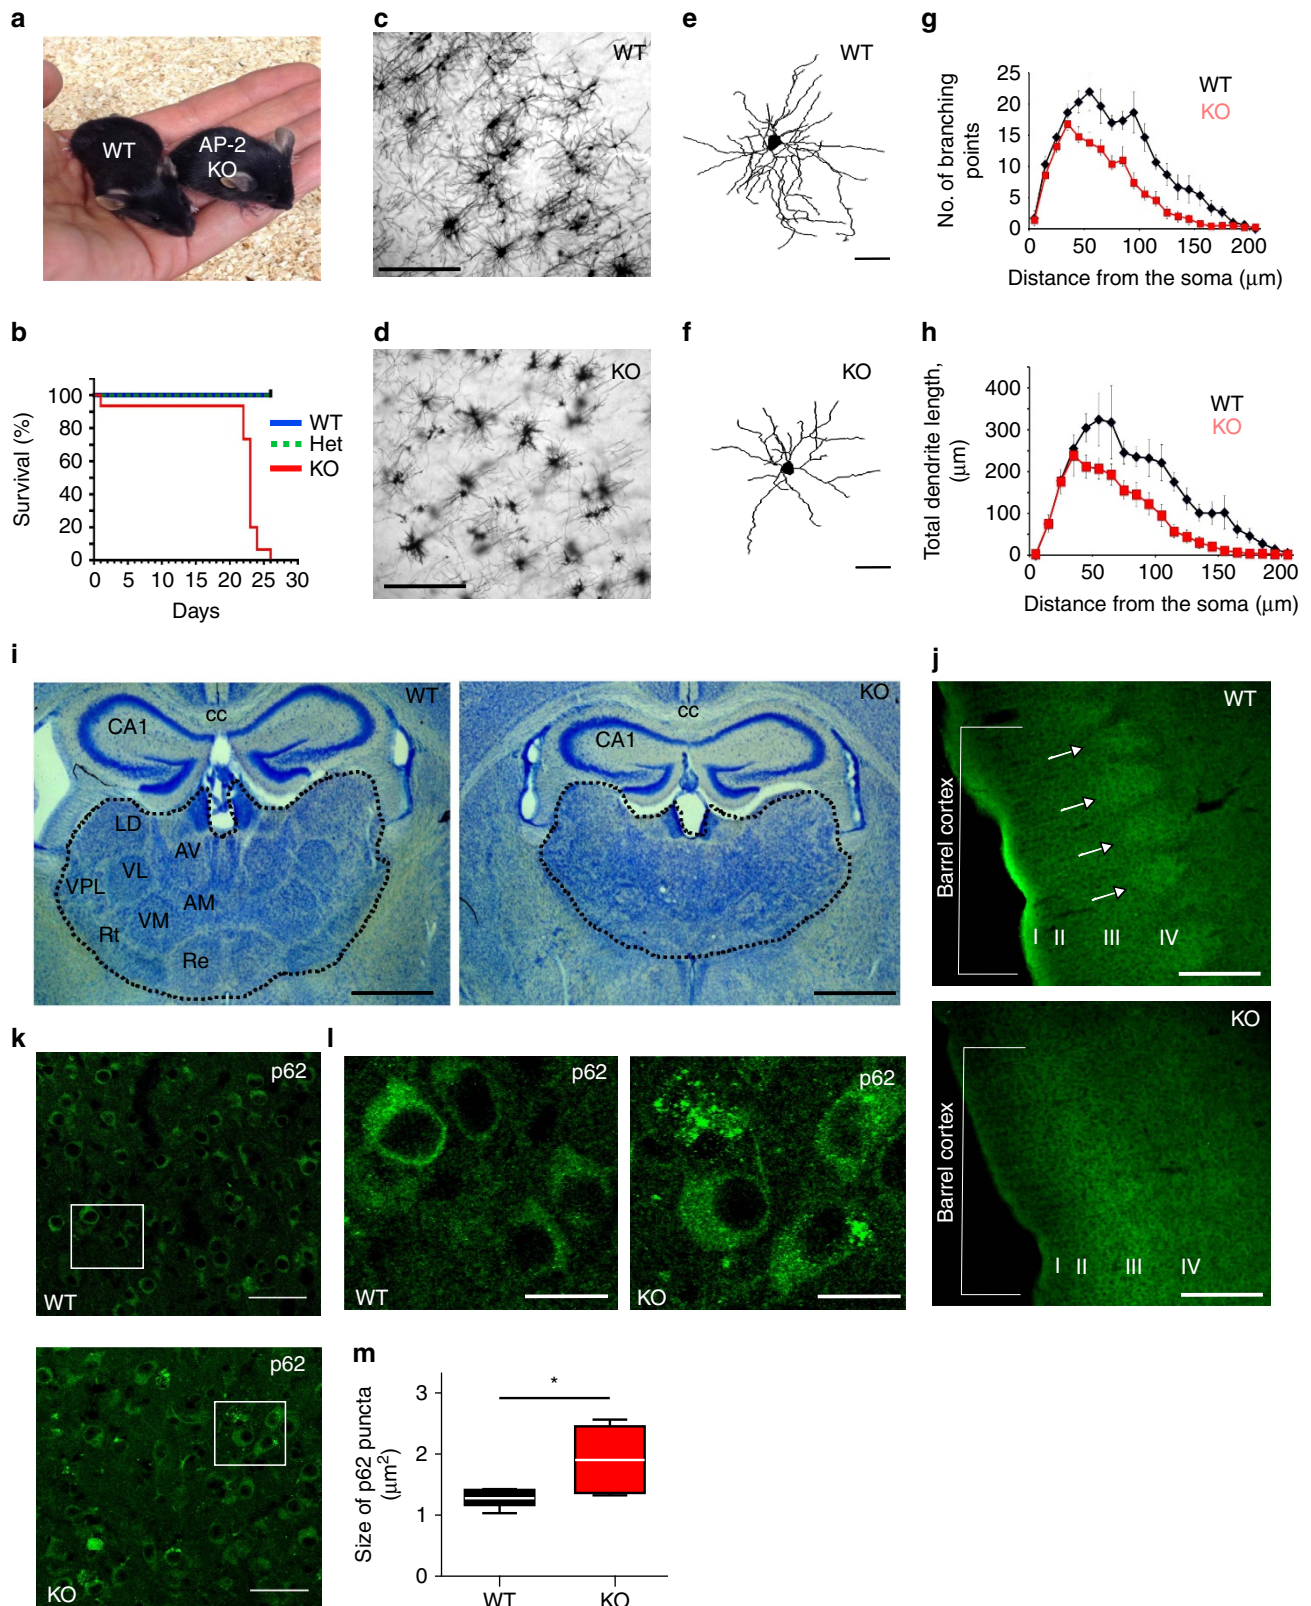 a
WT
AP-2
KO
b
Survival (%)
100
80
60
40
20
0
0 5 10 15 20 25 30
Days
WT
Het
KO
c
WT
d
KO
e
WT
f
KO
g
No. of branching
points
25
20
15
10
5
0
0 50 100 150 200
Distance from the soma (μm)
WT
KO
h
Total dendrite length,
(μm)
400
300
200
100
0
0 50 100 150 200
Distance from the soma (μm)
WT
KO
i
WT
cc
CA1
LD
AV
VL
VPL
AM
VM
Rt
Re
KO
cc
CA1
j
WT
Barrel cortex
I II III IV
KO
Barrel cortex
I II III IV
k
p62
WT
p62
KO
l
p62
WT
p62
KO
m
Size of p62 puncta
(μm²)
3
2
1
0
*
WT KO